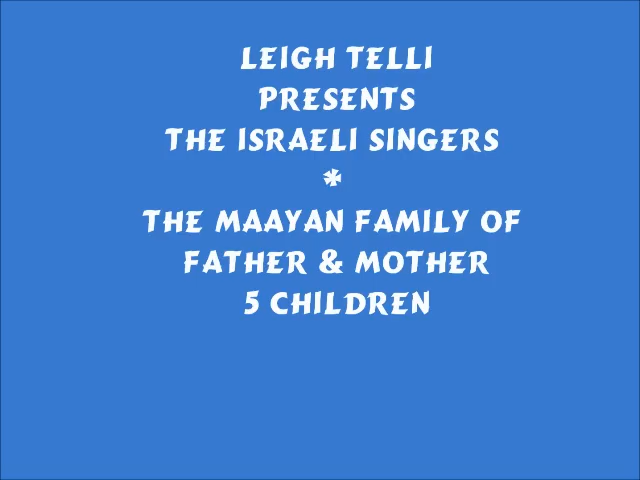 LEIGH TELLI
PRESENTS
THE ISRAELI SINGERS
*
THE MAAYAN FAMILY OF
FATHER & MOTHER
5 CHILDREN